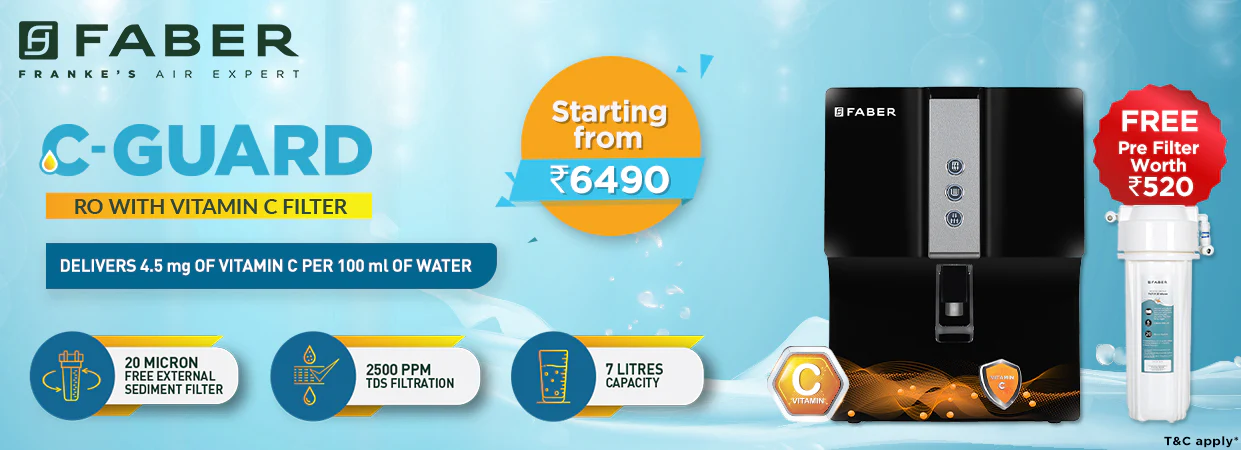 FABER
FRANKE'S AIR EXPERT
C-GUARD
RO WITH VITAMIN C FILTER
DELIVERS 4.5 mg OF VITAMIN C PER 100 ml OF WATER
20 MICRON
FREE EXTERNAL
SEDIMENT FILTER
2500 PPM
TDS FILTRATION
7 LITRES
CAPACITY
Starting
from
₹6490
FABER
C
VITAMIN
VITAMIN
C
FREE
Pre Filter
Worth
₹520
FABER
T&C apply*